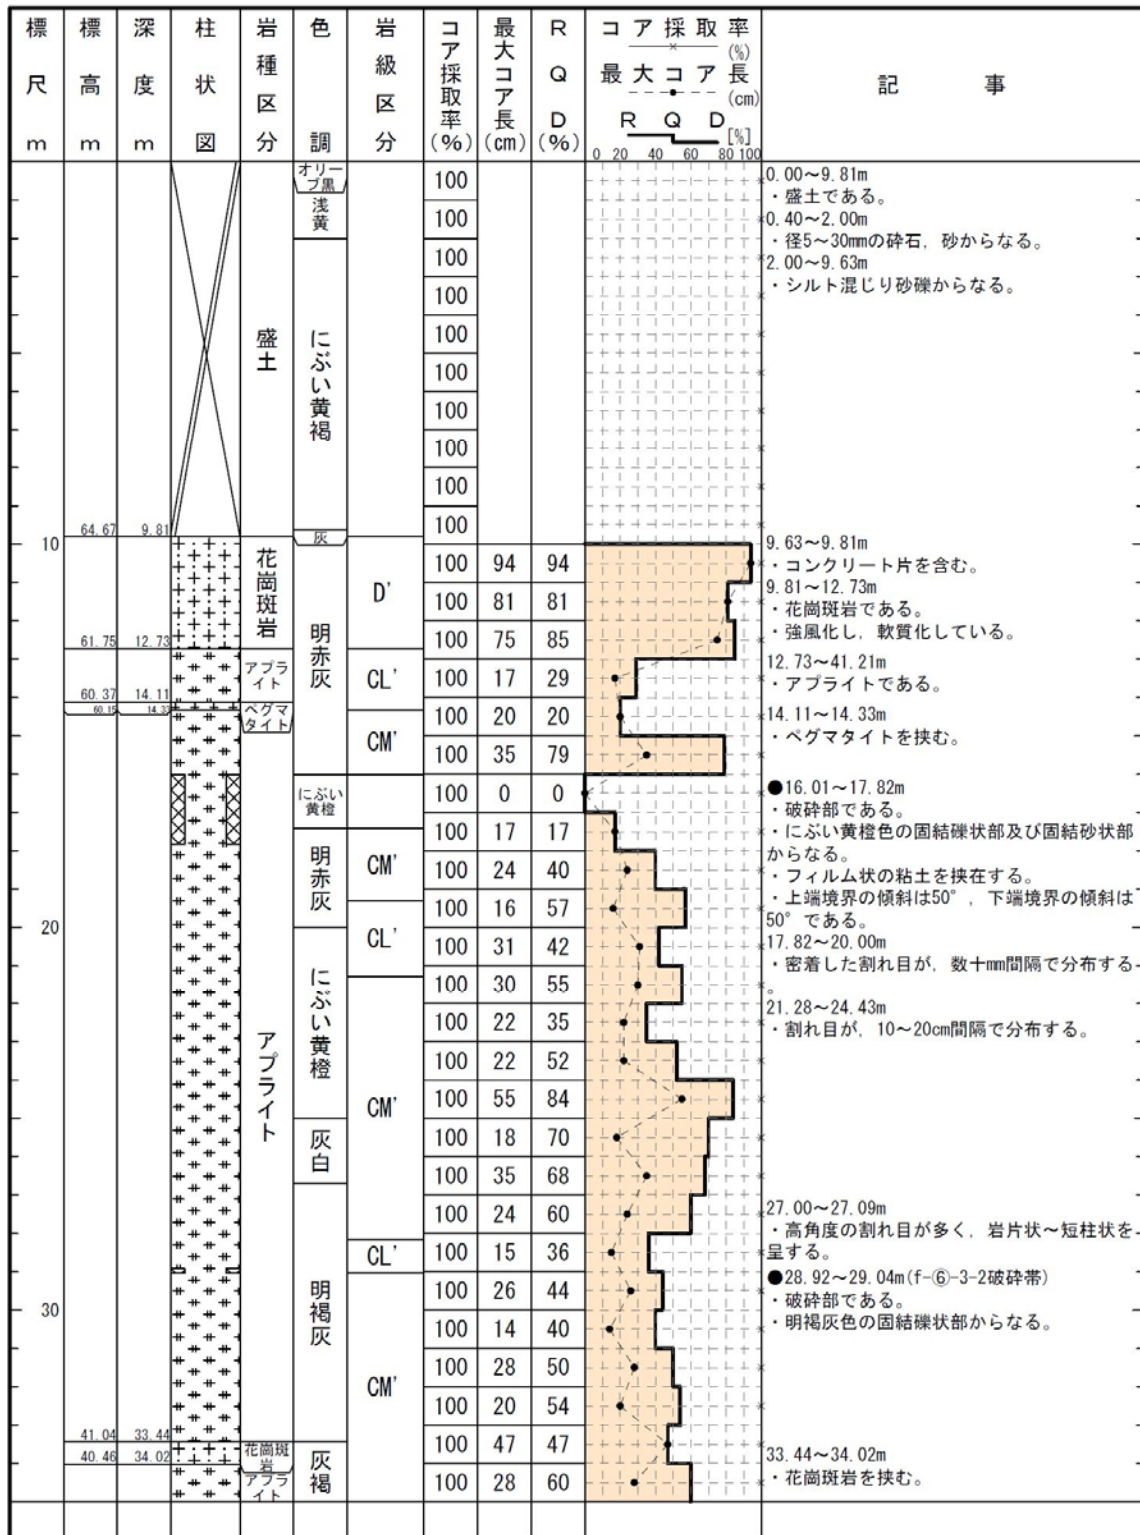 標尺m
標高m
深度m
柱状図
岩種区分
色調
岩級区分
コア採取率(%)
最大コア長(cm)
RQD(%)
コア採取率
(%)
最大コア長
(cm)
RQD
[%]
0 20 40 60 80 100
記事
オリーブ黒
浅黄
にぶい黄褐
灰
明赤灰
にぶい黄橙
明赤灰
にぶい黄橙
灰白
明褐灰
灰褐
盛土
花崗斑岩
アプライト
ペグマタイト
アプライト
花崗斑岩
アプライト
D'
CL'
CM'
CM'
CL'
CM'
CL'
CM'
10
20
30
64.67 9.81
61.75 12.73
60.37 14.11
60.15 14.33
41.04 33.44
40.46 34.02
100
100
100
100
100
100
100
100
100
100
100 94 94
100 81 81
100 75 85
100 17 29
100 20 20
100 35 79
100 0 0
100 17 17
100 24 40
100 16 57
100 31 42
100 30 55
100 22 35
100 22 52
100 55 84
100 18 70
100 35 68
100 24 60
100 15 36
100 26 44
100 14 40
100 28 50
100 20 54
100 47 47
100 28 60
0.00～9.81m
・盛土である。
0.40～2.00m
・径5～30mmの砕石，砂からなる。
2.00～9.63m
・シルト混じり砂礫からなる。
9.63～9.81m
・コンクリート片を含む。
9.81～12.73m
・花崗斑岩である。
・強風化し，軟質化している。
12.73～41.21m
・アプライトである。
14.11～14.33m
・ペグマタイトを挟む。
●16.01～17.82m
・破砕部である。
・にぶい黄橙色の固結礫状部及び固結砂状部
からなる。
・フィルム状の粘土を挟在する。
・上端境界の傾斜は50°，下端境界の傾斜は
50°である。
17.82～20.00m
・密着した割れ目が，数十mm間隔で分布する
。
21.28～24.43m
・割れ目が，10～20cm間隔で分布する。
27.00～27.09m
・高角度の割れ目が多く，岩片状～短柱状を
呈する。
●28.92～29.04m(f-⑥-3-2破砕帯)
・破砕部である。
・明褐灰色の固結礫状部からなる。
33.44～34.02m
・花崗斑岩を挟む。